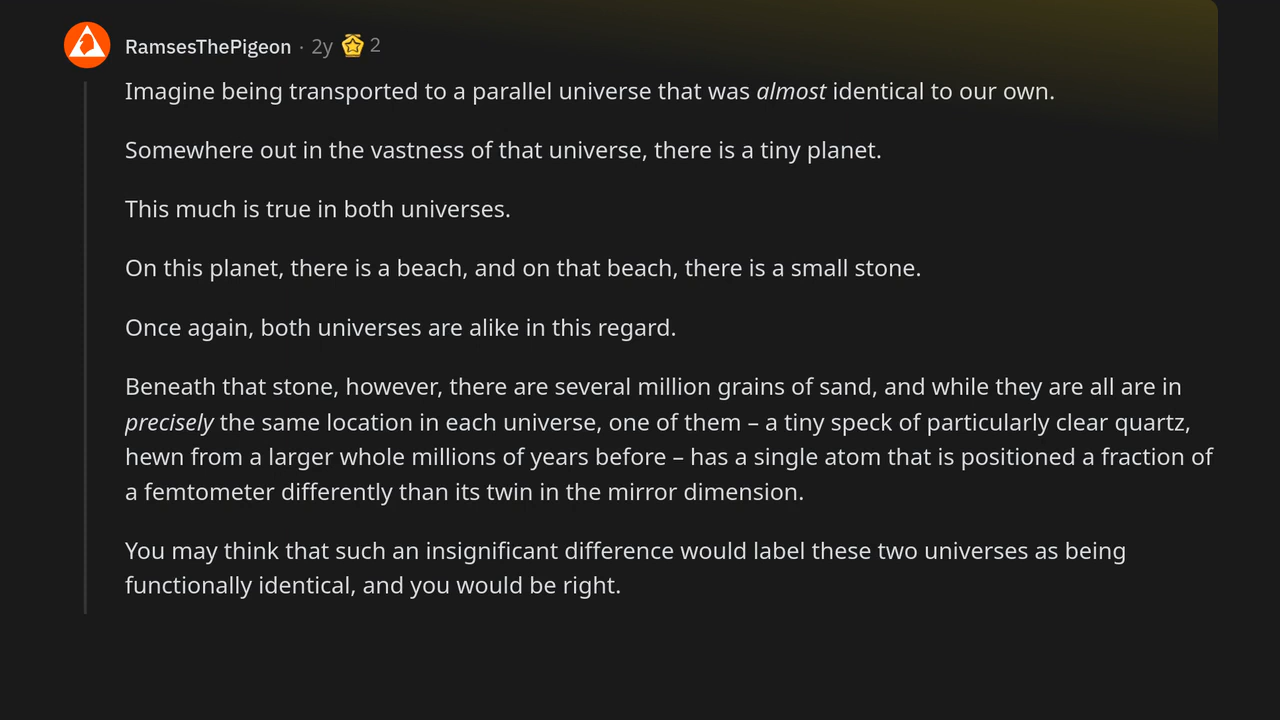 RamsesThePigeon · 2y 2
Imagine being transported to a parallel universe that was almost identical to our own.
Somewhere out in the vastness of that universe, there is a tiny planet.
This much is true in both universes.
On this planet, there is a beach, and on that beach, there is a small stone.
Once again, both universes are alike in this regard.
Beneath that stone, however, there are several million grains of sand, and while they are all are in
precisely the same location in each universe, one of them – a tiny speck of particularly clear quartz,
hewn from a larger whole millions of years before – has a single atom that is positioned a fraction of
a femtometer differently than its twin in the mirror dimension.
You may think that such an insignificant difference would label these two universes as being
functionally identical, and you would be right.